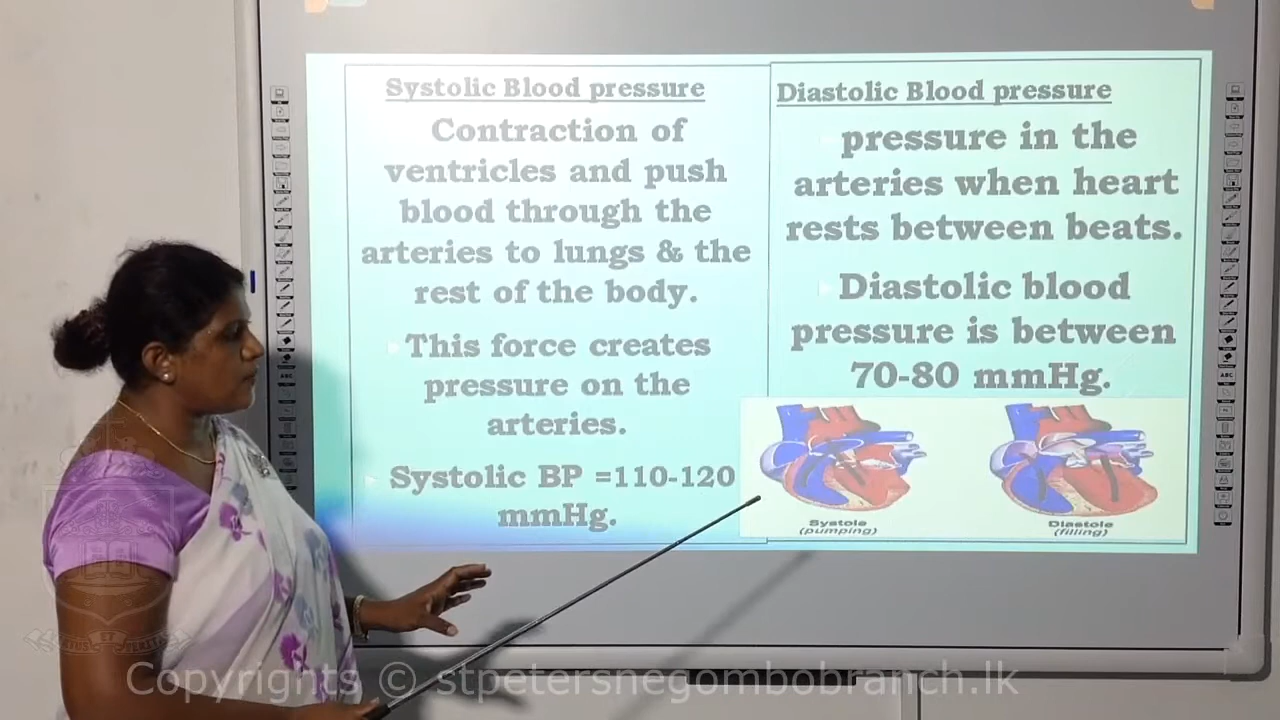 Systolic Blood pressure
Contraction of
ventricles and push
blood through the
arteries to lungs & the
rest of the body.
This force creates
pressure on the
arteries.
Systolic BP =110-120
mmHg.
Diastolic Blood pressure
pressure in the
arteries when heart
rests between beats.
Diastolic blood
pressure is between
70-80 mmHg.
Systole
(pumping)
Diastole
(filling)
ABC
ABC
Copyrights © stpetersnegombobranch.lk